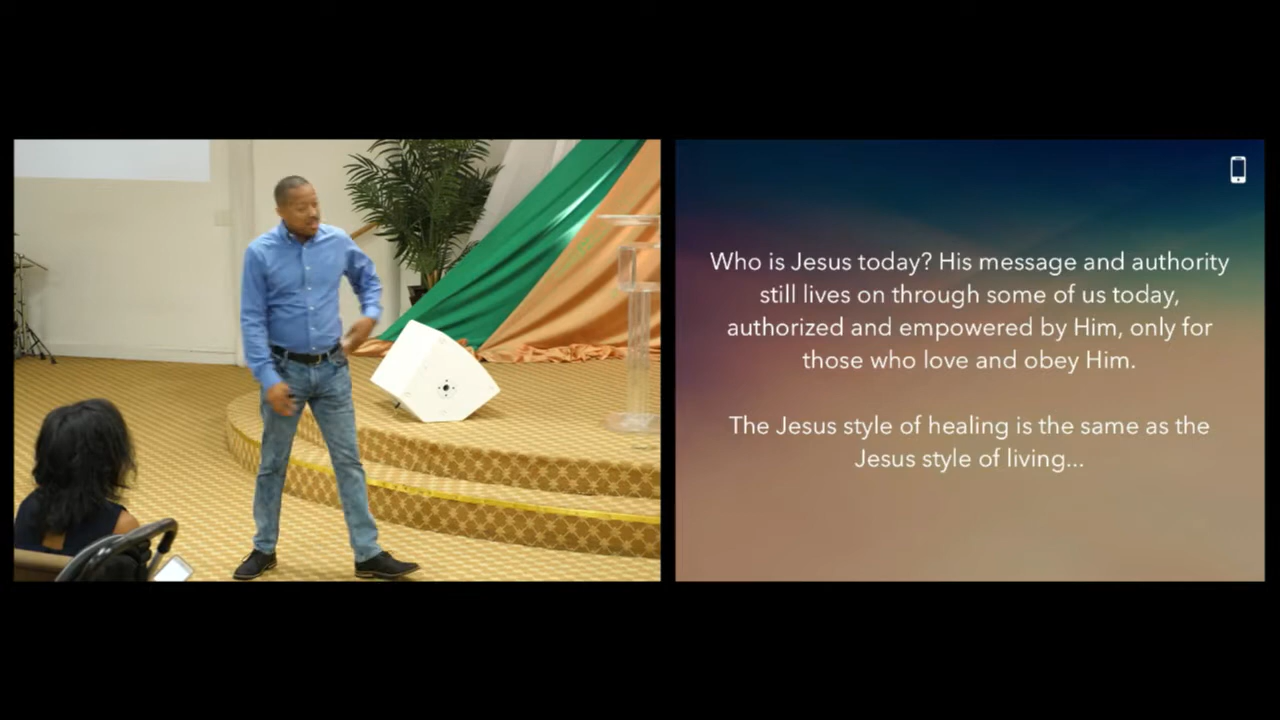 Who is Jesus today? His message and authority
still lives on through some of us today,
authorized and empowered by Him, only for
those who love and obey Him.
The Jesus style of healing is the same as the
Jesus style of living...